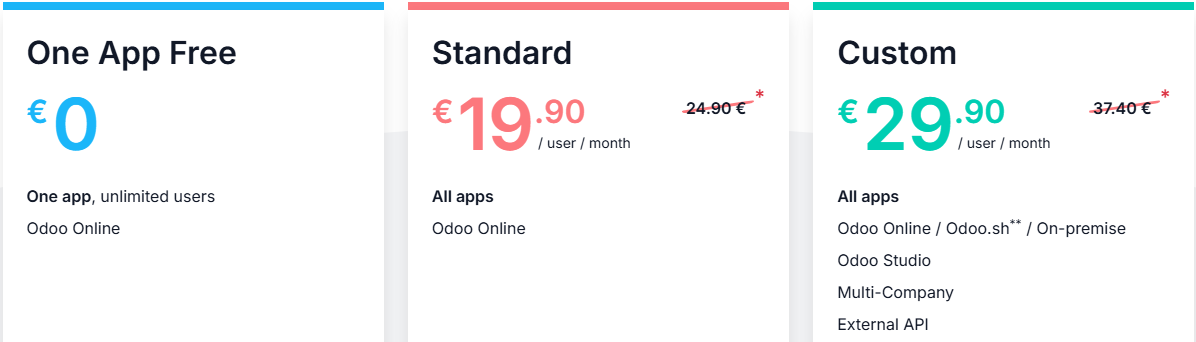 One App Free
€ 0
One app, unlimited users
Odoo Online
Standard
€ 19.90 / user / month
24.90 € *
All apps
Odoo Online
Custom
€ 29.90 / user / month
37.40 € *
All apps
Odoo Online / Odoo.sh** / On-premise
Odoo Studio
Multi-Company
External API